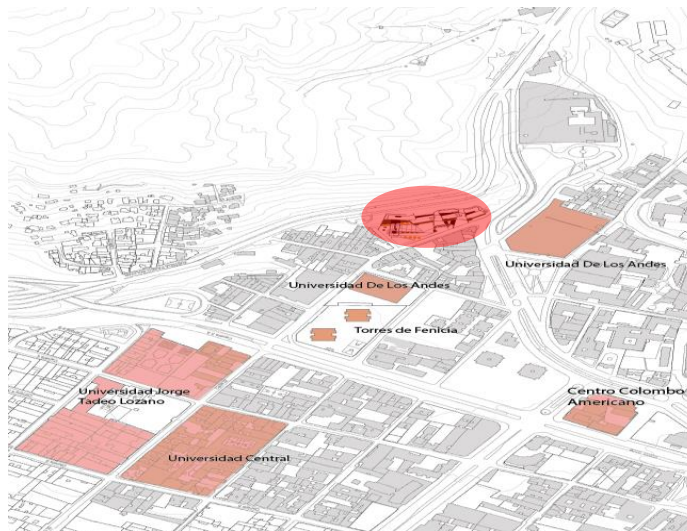 Universidad De Los Andes
Universidad De Los Andes
Torres de Fenicia
Universidad Jorge
Tadeo Lozano
Centro Colombos
Americano
Universidad Central